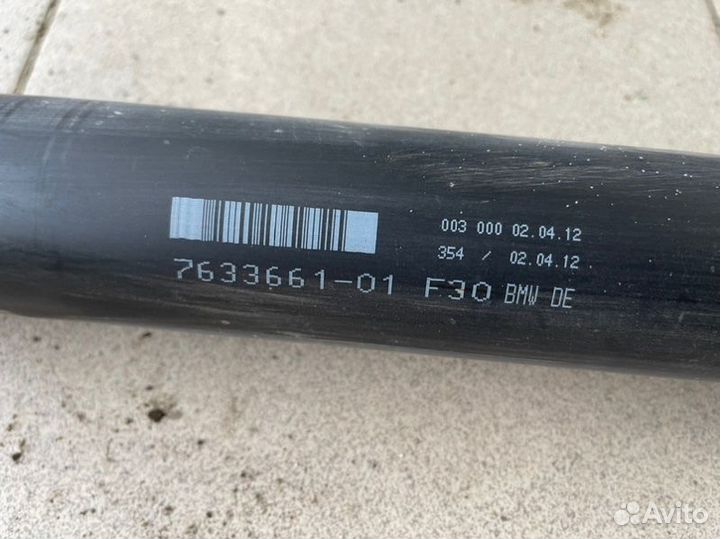 003 000 02.04.12
354 / 02.04.12
7633661-01 F30 BMW DE
Avito